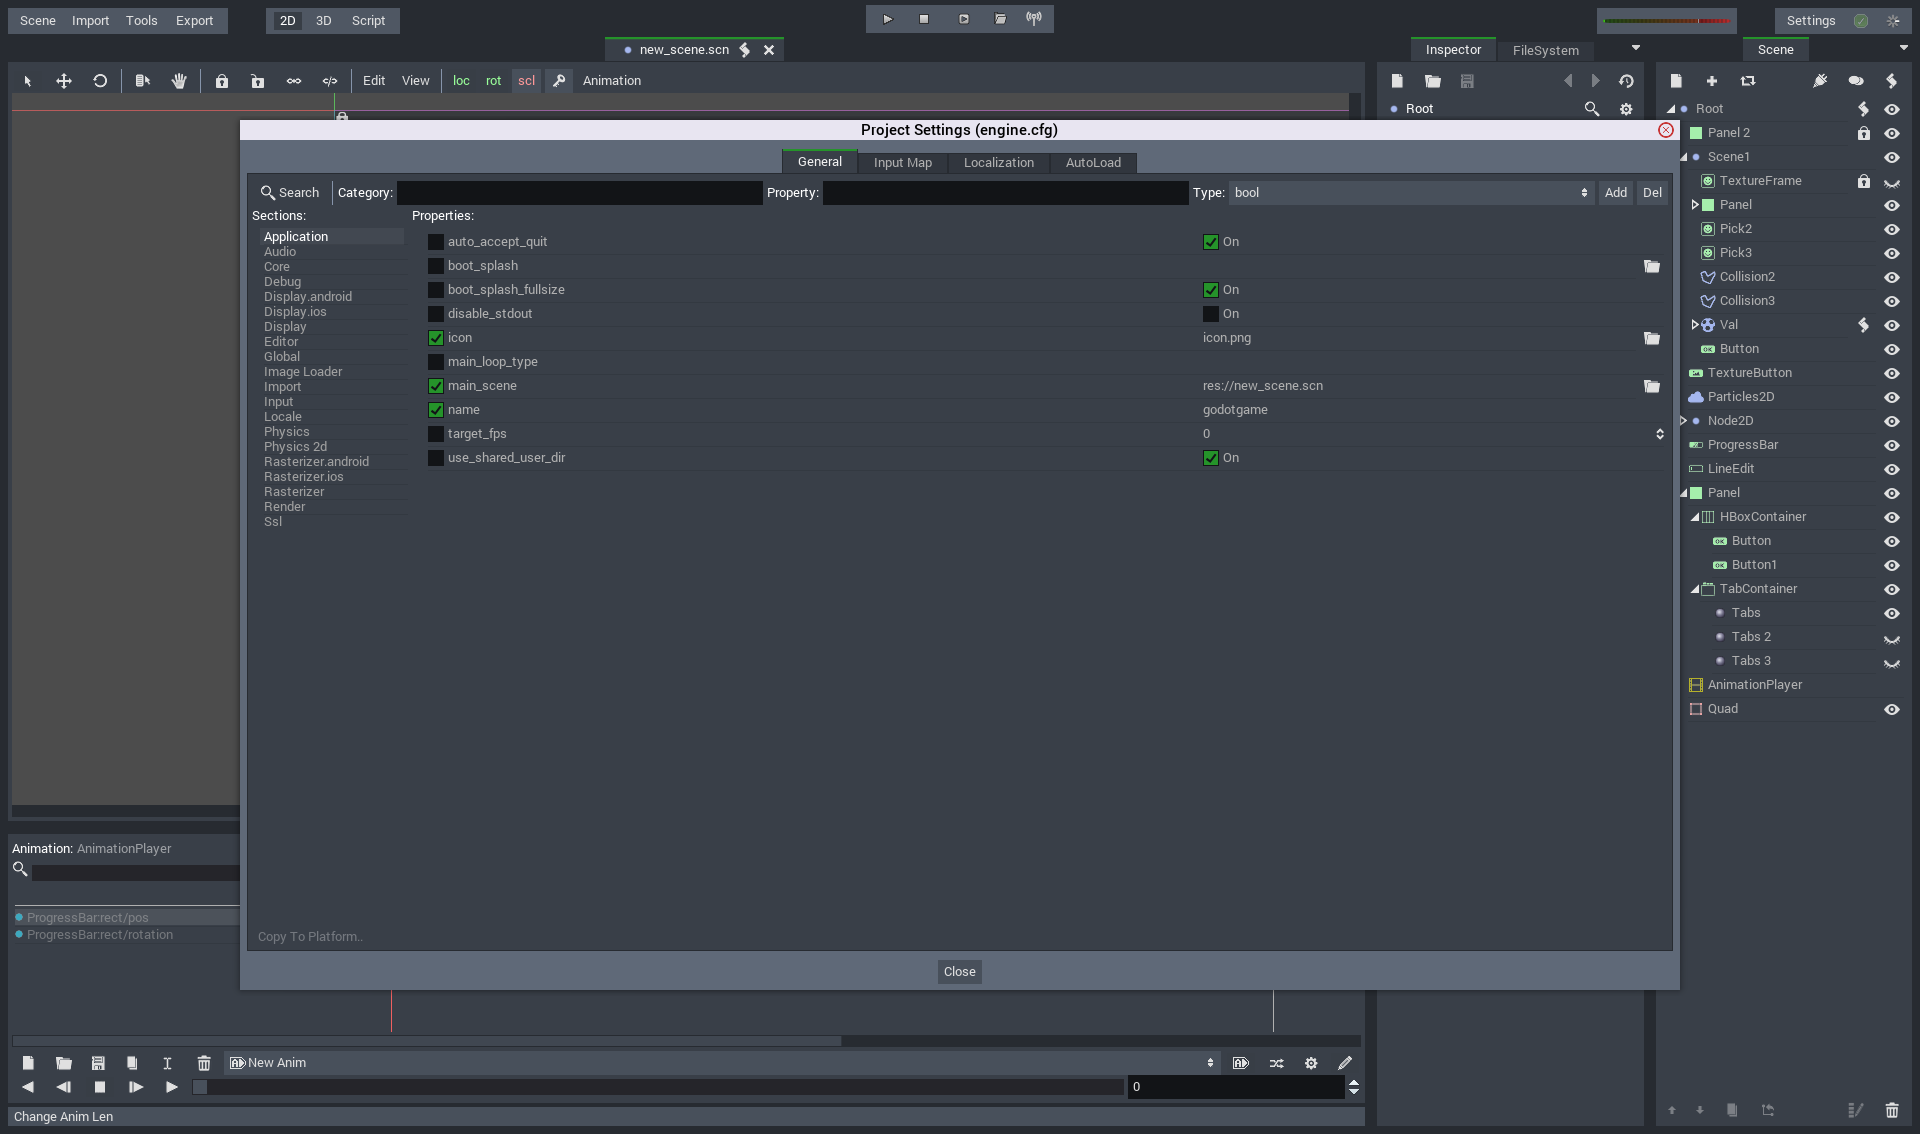 Scene Import Tools Export 2D 3D Script Settings
new_scene.scn Inspector FileSystem Scene
Edit View loc rot scl Animation
Root Root
Project Settings (engine.cfg)
General Input Map Localization AutoLoad
Search Category: Property: Type: bool Add Del
Sections: Properties:
Application
Audio
Core
Debug
Display.android
Display.ios
Display
Editor
Global
Image Loader
Import
Input
Locale
Physics
Physics 2d
Rasterizer.android
Rasterizer.ios
Rasterizer
Render
Ssl
auto_accept_quit On
boot_splash
boot_splash_fullsize On
disable_stdout On
icon icon.png
main_loop_type
main_scene res://new_scene.scn
name godotgame
target_fps 0
use_shared_user_dir On
Copy To Platform..
Close
Panel 2
Scene1
TextureFrame
Panel
Pick2
Pick3
Collision2
Collision3
Val
OK Button
TextureButton
Particles2D
Node2D
ProgressBar
LineEdit
Panel
HBoxContainer
OK Button
OK Button1
TabContainer
Tabs
Tabs 2
Tabs 3
AnimationPlayer
Quad
Animation: AnimationPlayer
ProgressBar:rect/pos
ProgressBar:rect/rotation
New Anim
0
Change Anim Len